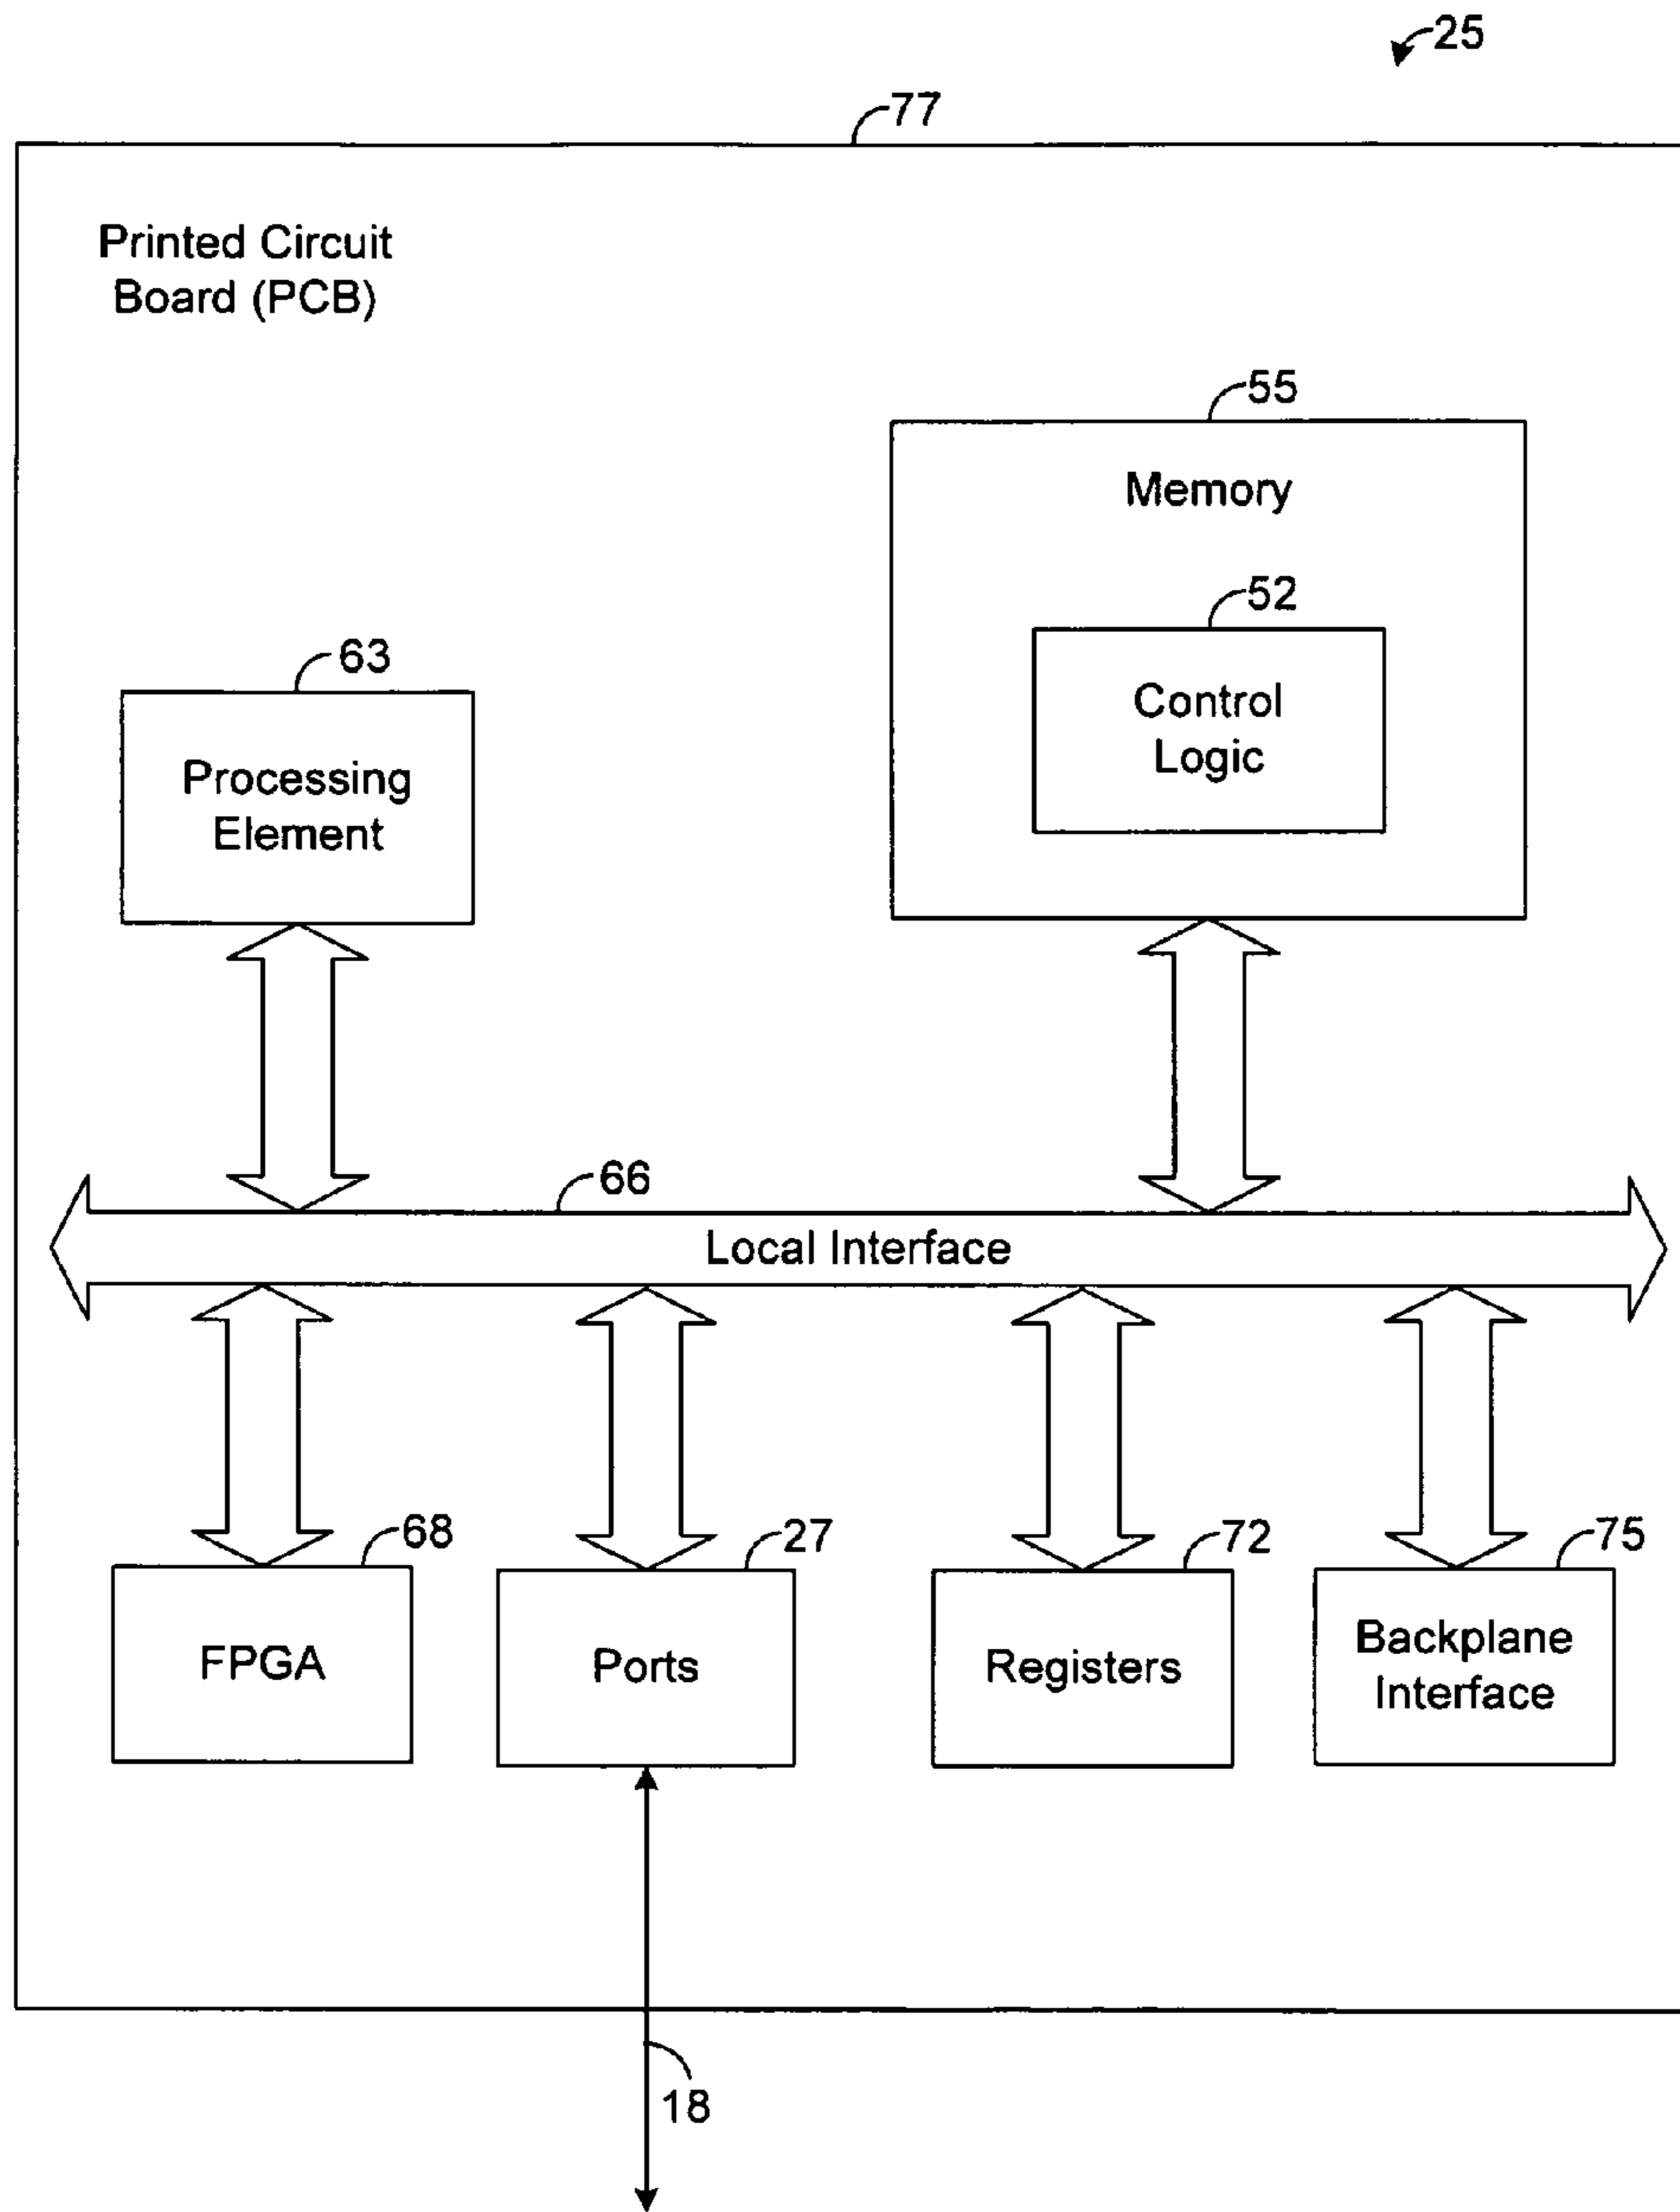 25
77
Printed Circuit
Board (PCB)
55
Memory
52
Control
Logic
63
Processing
Element
66
Local Interface
68
FPGA
27
Ports
72
Registers
75
Backplane
Interface
18